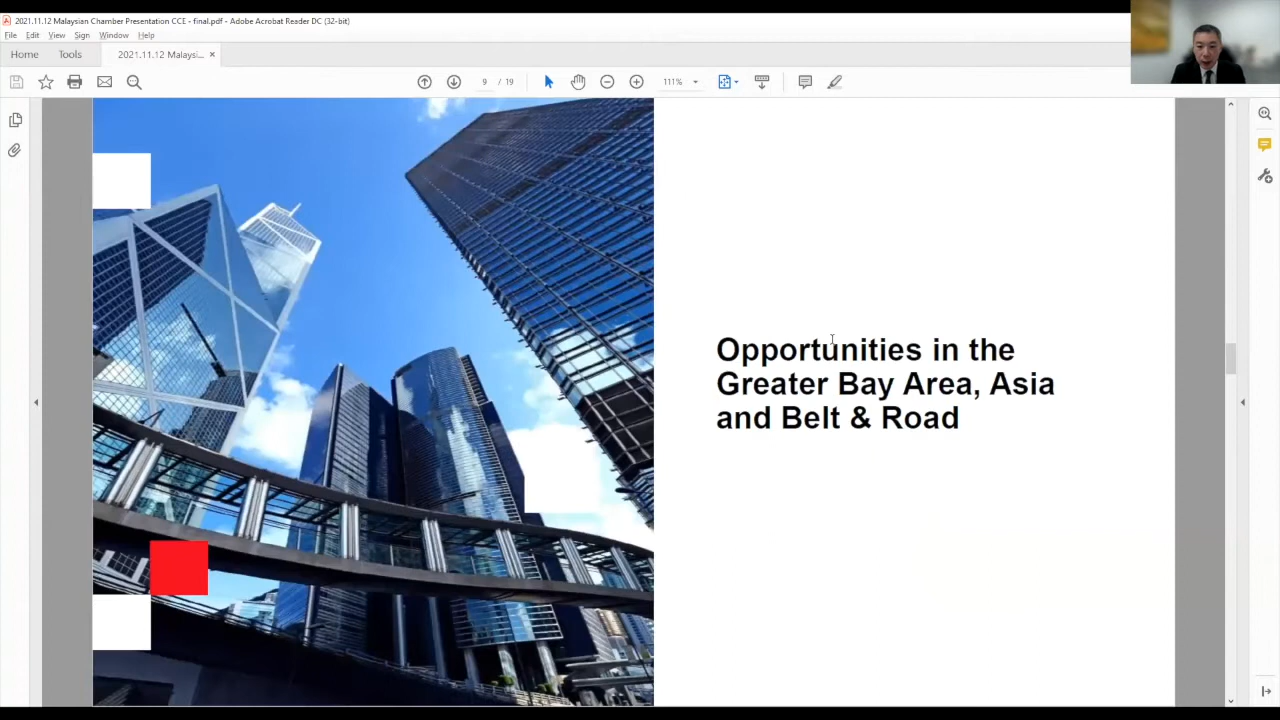 2021.11.12 Malaysian Chamber Presentation CCE - final.pdf - Adobe Acrobat Reader DC (32-bit)
File Edit View Sign Window Help
Home Tools 2021.11.12 Malaysi... ×
9 / 19 111%
Opportunities in the
Greater Bay Area, Asia
and Belt & Road